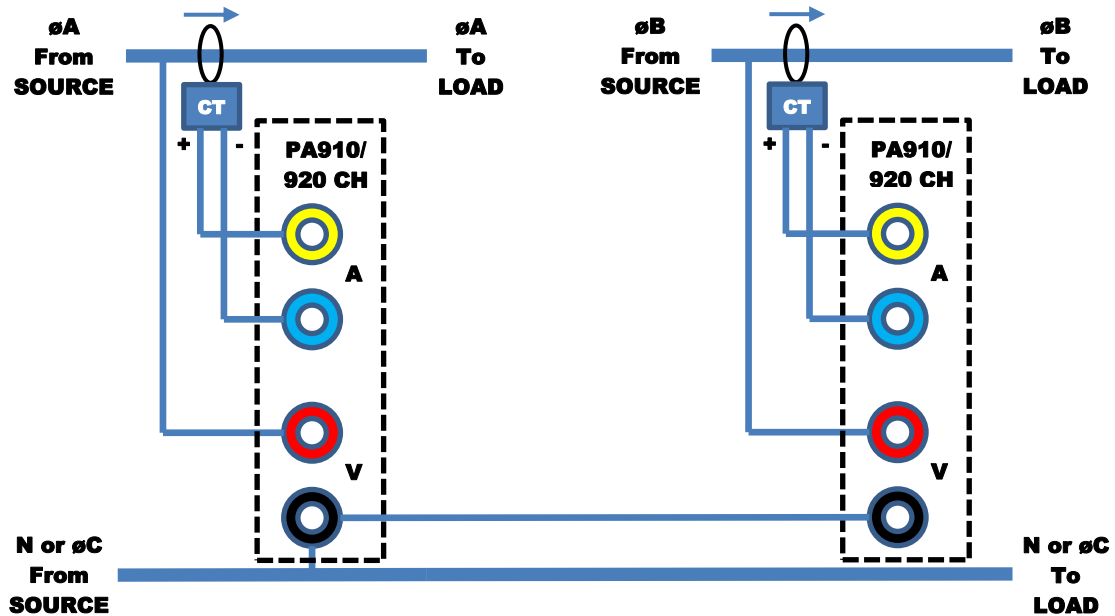 øA
From
SOURCE
øA
To
LOAD
CT
+ -
PA910/
920 CH
A
V
øB
From
SOURCE
øB
To
LOAD
CT
+ -
PA910/
920 CH
A
V
N or øC
From
SOURCE
N or øC
To
LOAD